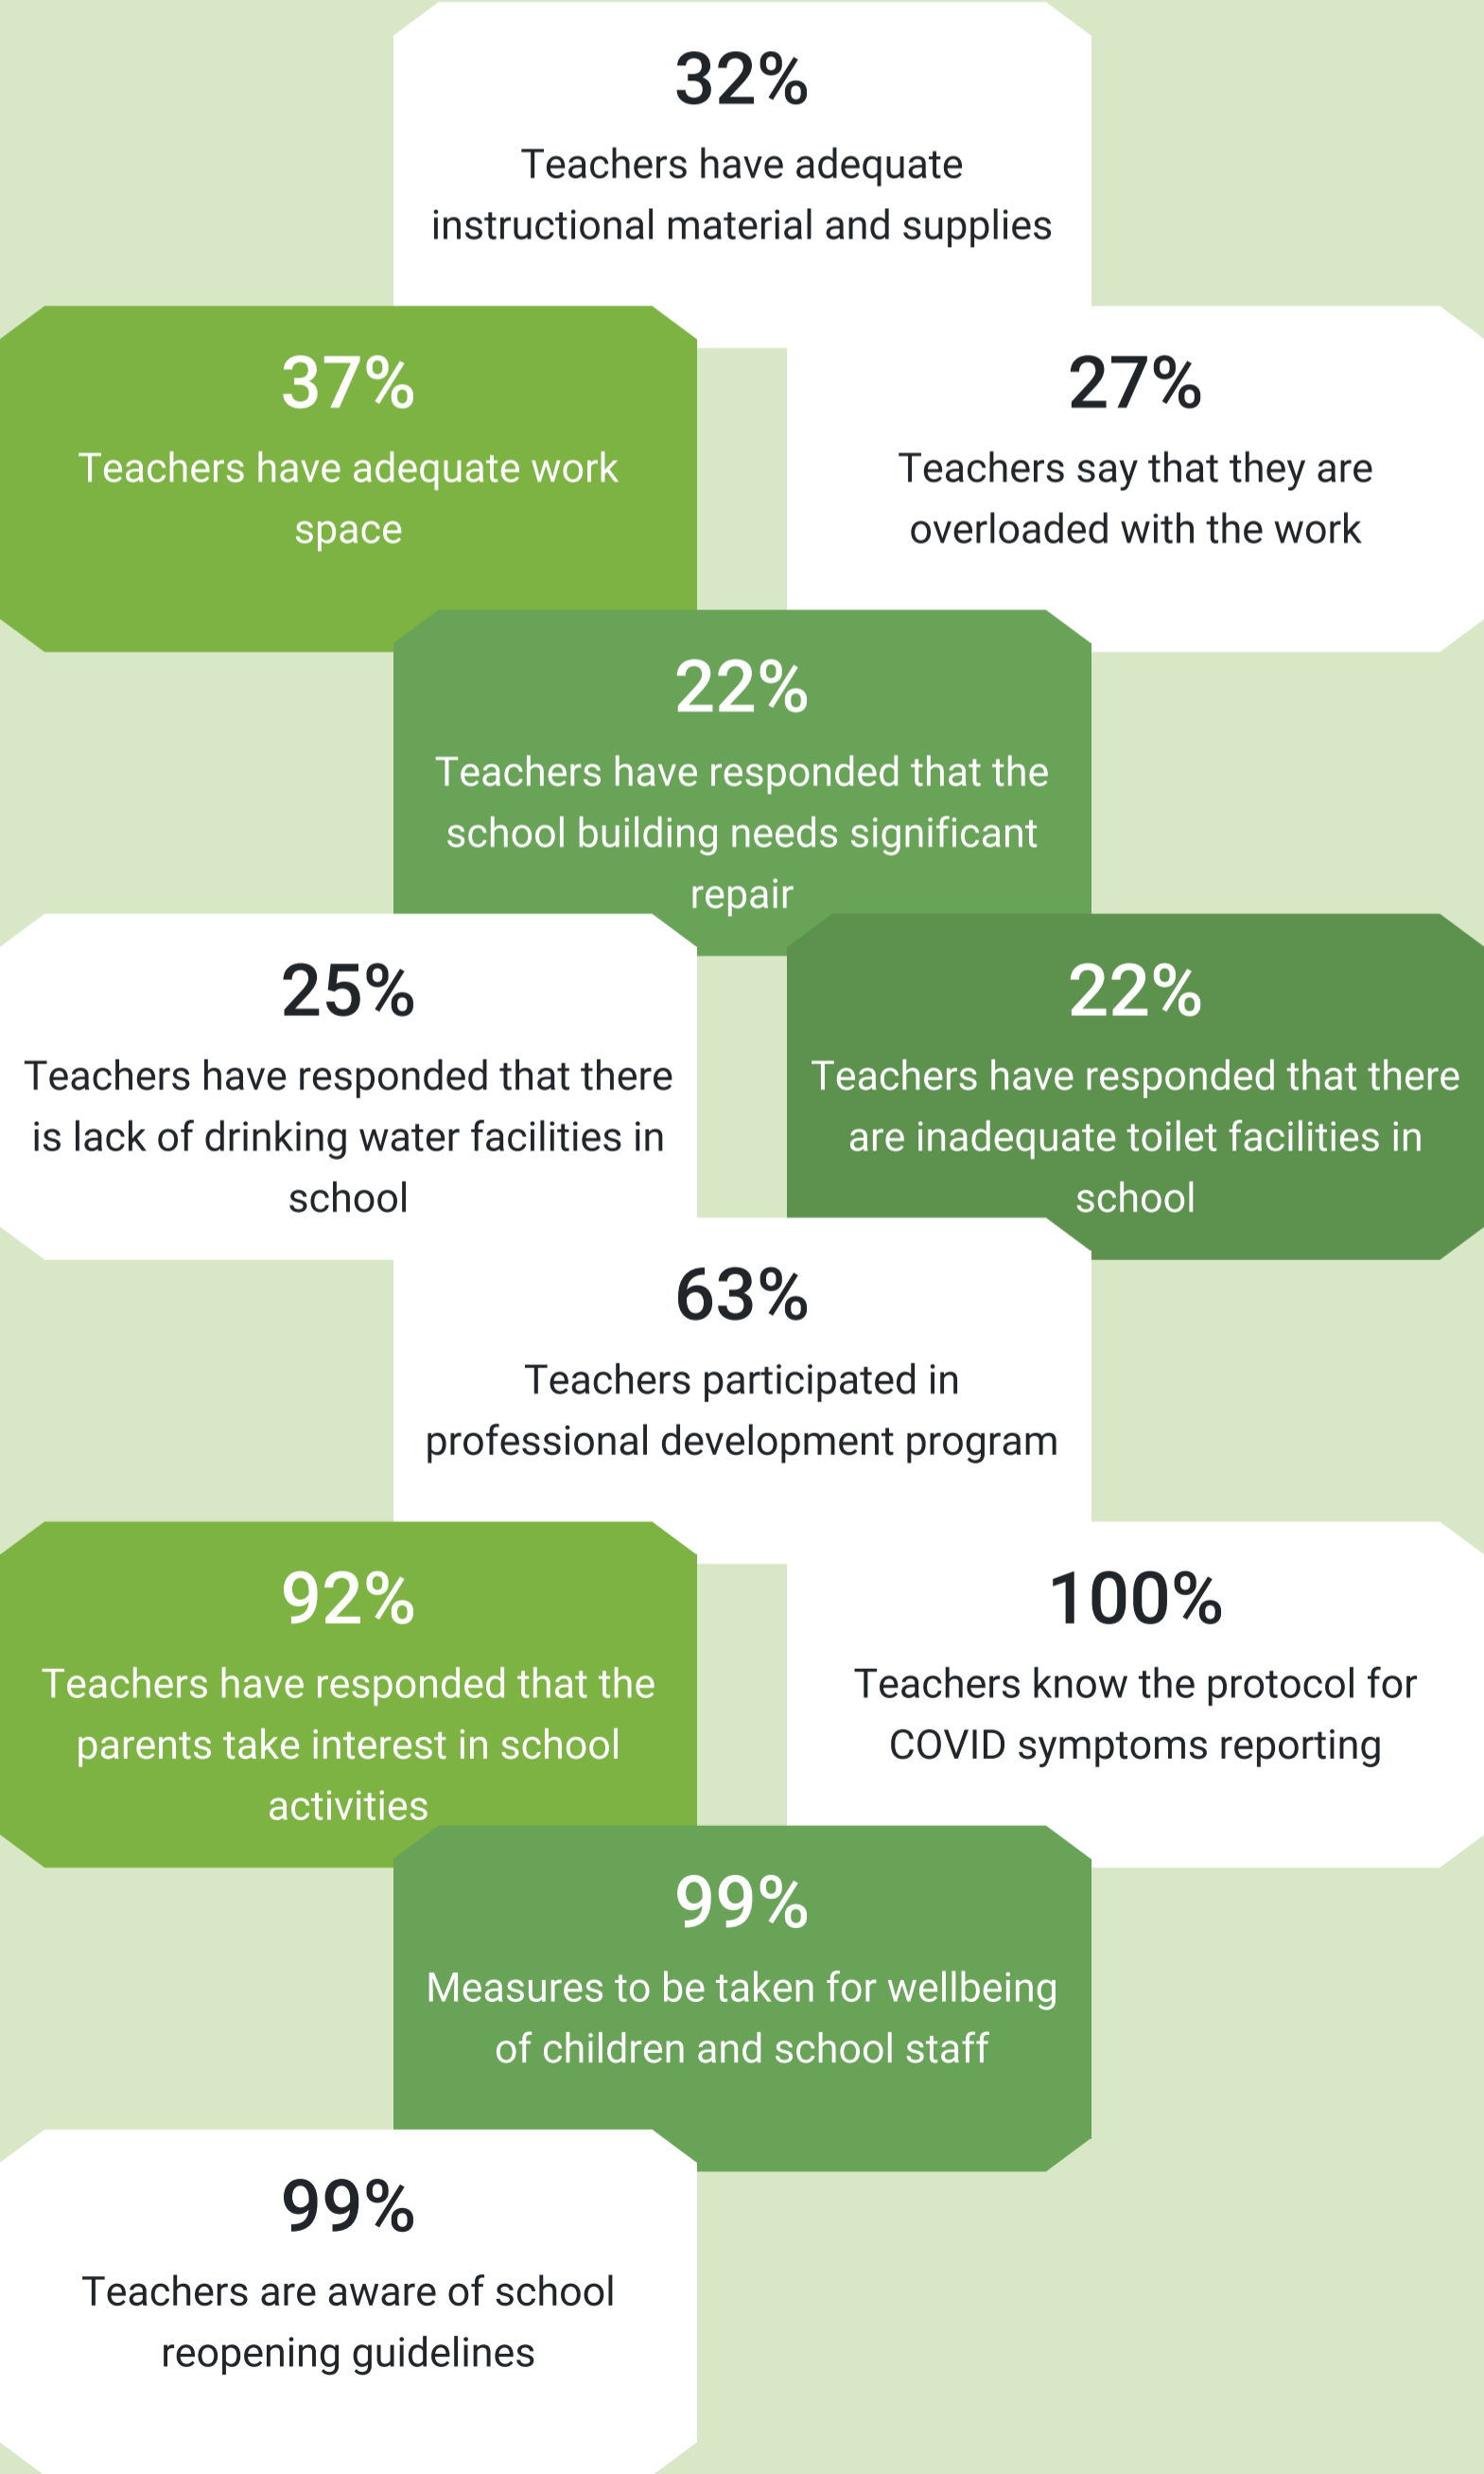 32%
Teachers have adequate
instructional material and supplies
37%
Teachers have adequate work
space
27%
Teachers say that they are
overloaded with the work
22%
Teachers have responded that the
school building needs significant
repair
25%
Teachers have responded that there
is lack of drinking water facilities in
school
22%
Teachers have responded that there
are inadequate toilet facilities in
school
63%
Teachers participated in
professional development program
92%
Teachers have responded that the
parents take interest in school
activities
100%
Teachers know the protocol for
COVID symptoms reporting
99%
Measures to be taken for wellbeing
of children and school staff
99%
Teachers are aware of school
reopening guidelines